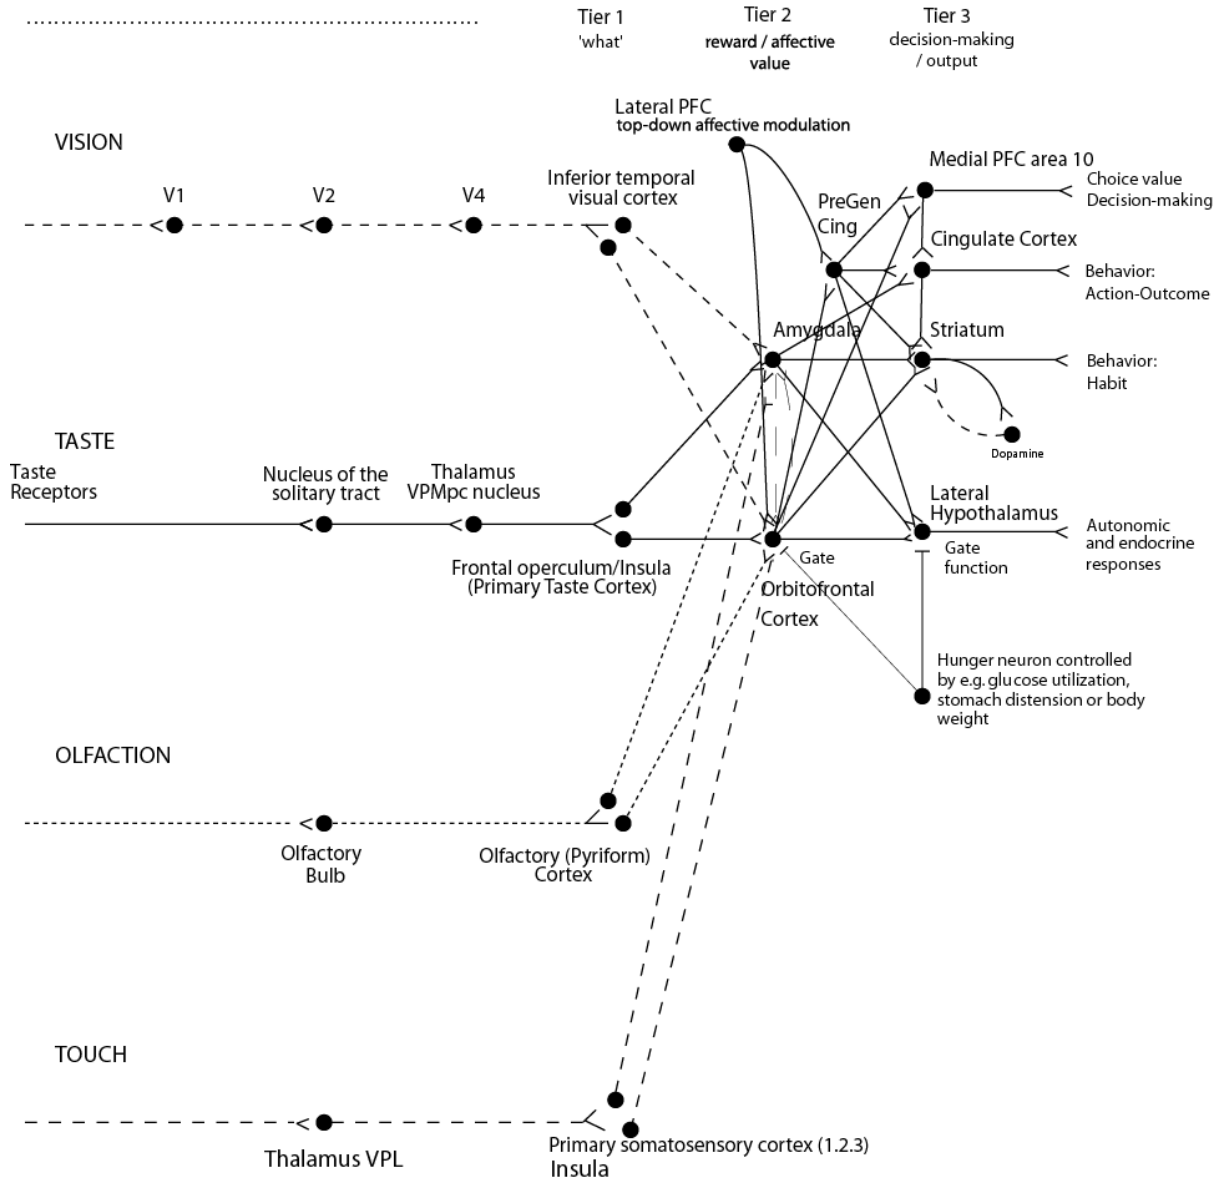 Tier 1
'what'
Tier 2
reward / affective
value
Tier 3
decision-making
/ output
Lateral PFC
top-down affective modulation
VISION
V1
V2
V4
Inferior temporal
visual cortex
PreGen
Cing
Medial PFC area 10
Choice value
Decision-making
Cingulate Cortex
Behavior:
Action-Outcome
Amygdala
Striatum
Behavior:
Habit
Dopamine
TASTE
Taste
Receptors
Nucleus of the
solitary tract
Thalamus
VPMpc nucleus
Frontal operculum/Insula
(Primary Taste Cortex)
Gate
Orbitofrontal
Cortex
Lateral
Hypothalamus
Gate
function
Autonomic
and endocrine
responses
Hunger neuron controlled
by e.g. glucose utilization,
stomach distension or body
weight
OLFACTION
Olfactory
Bulb
Olfactory (Pyriform)
Cortex
TOUCH
Thalamus VPL
Primary somatosensory cortex (1.2.3)
Insula